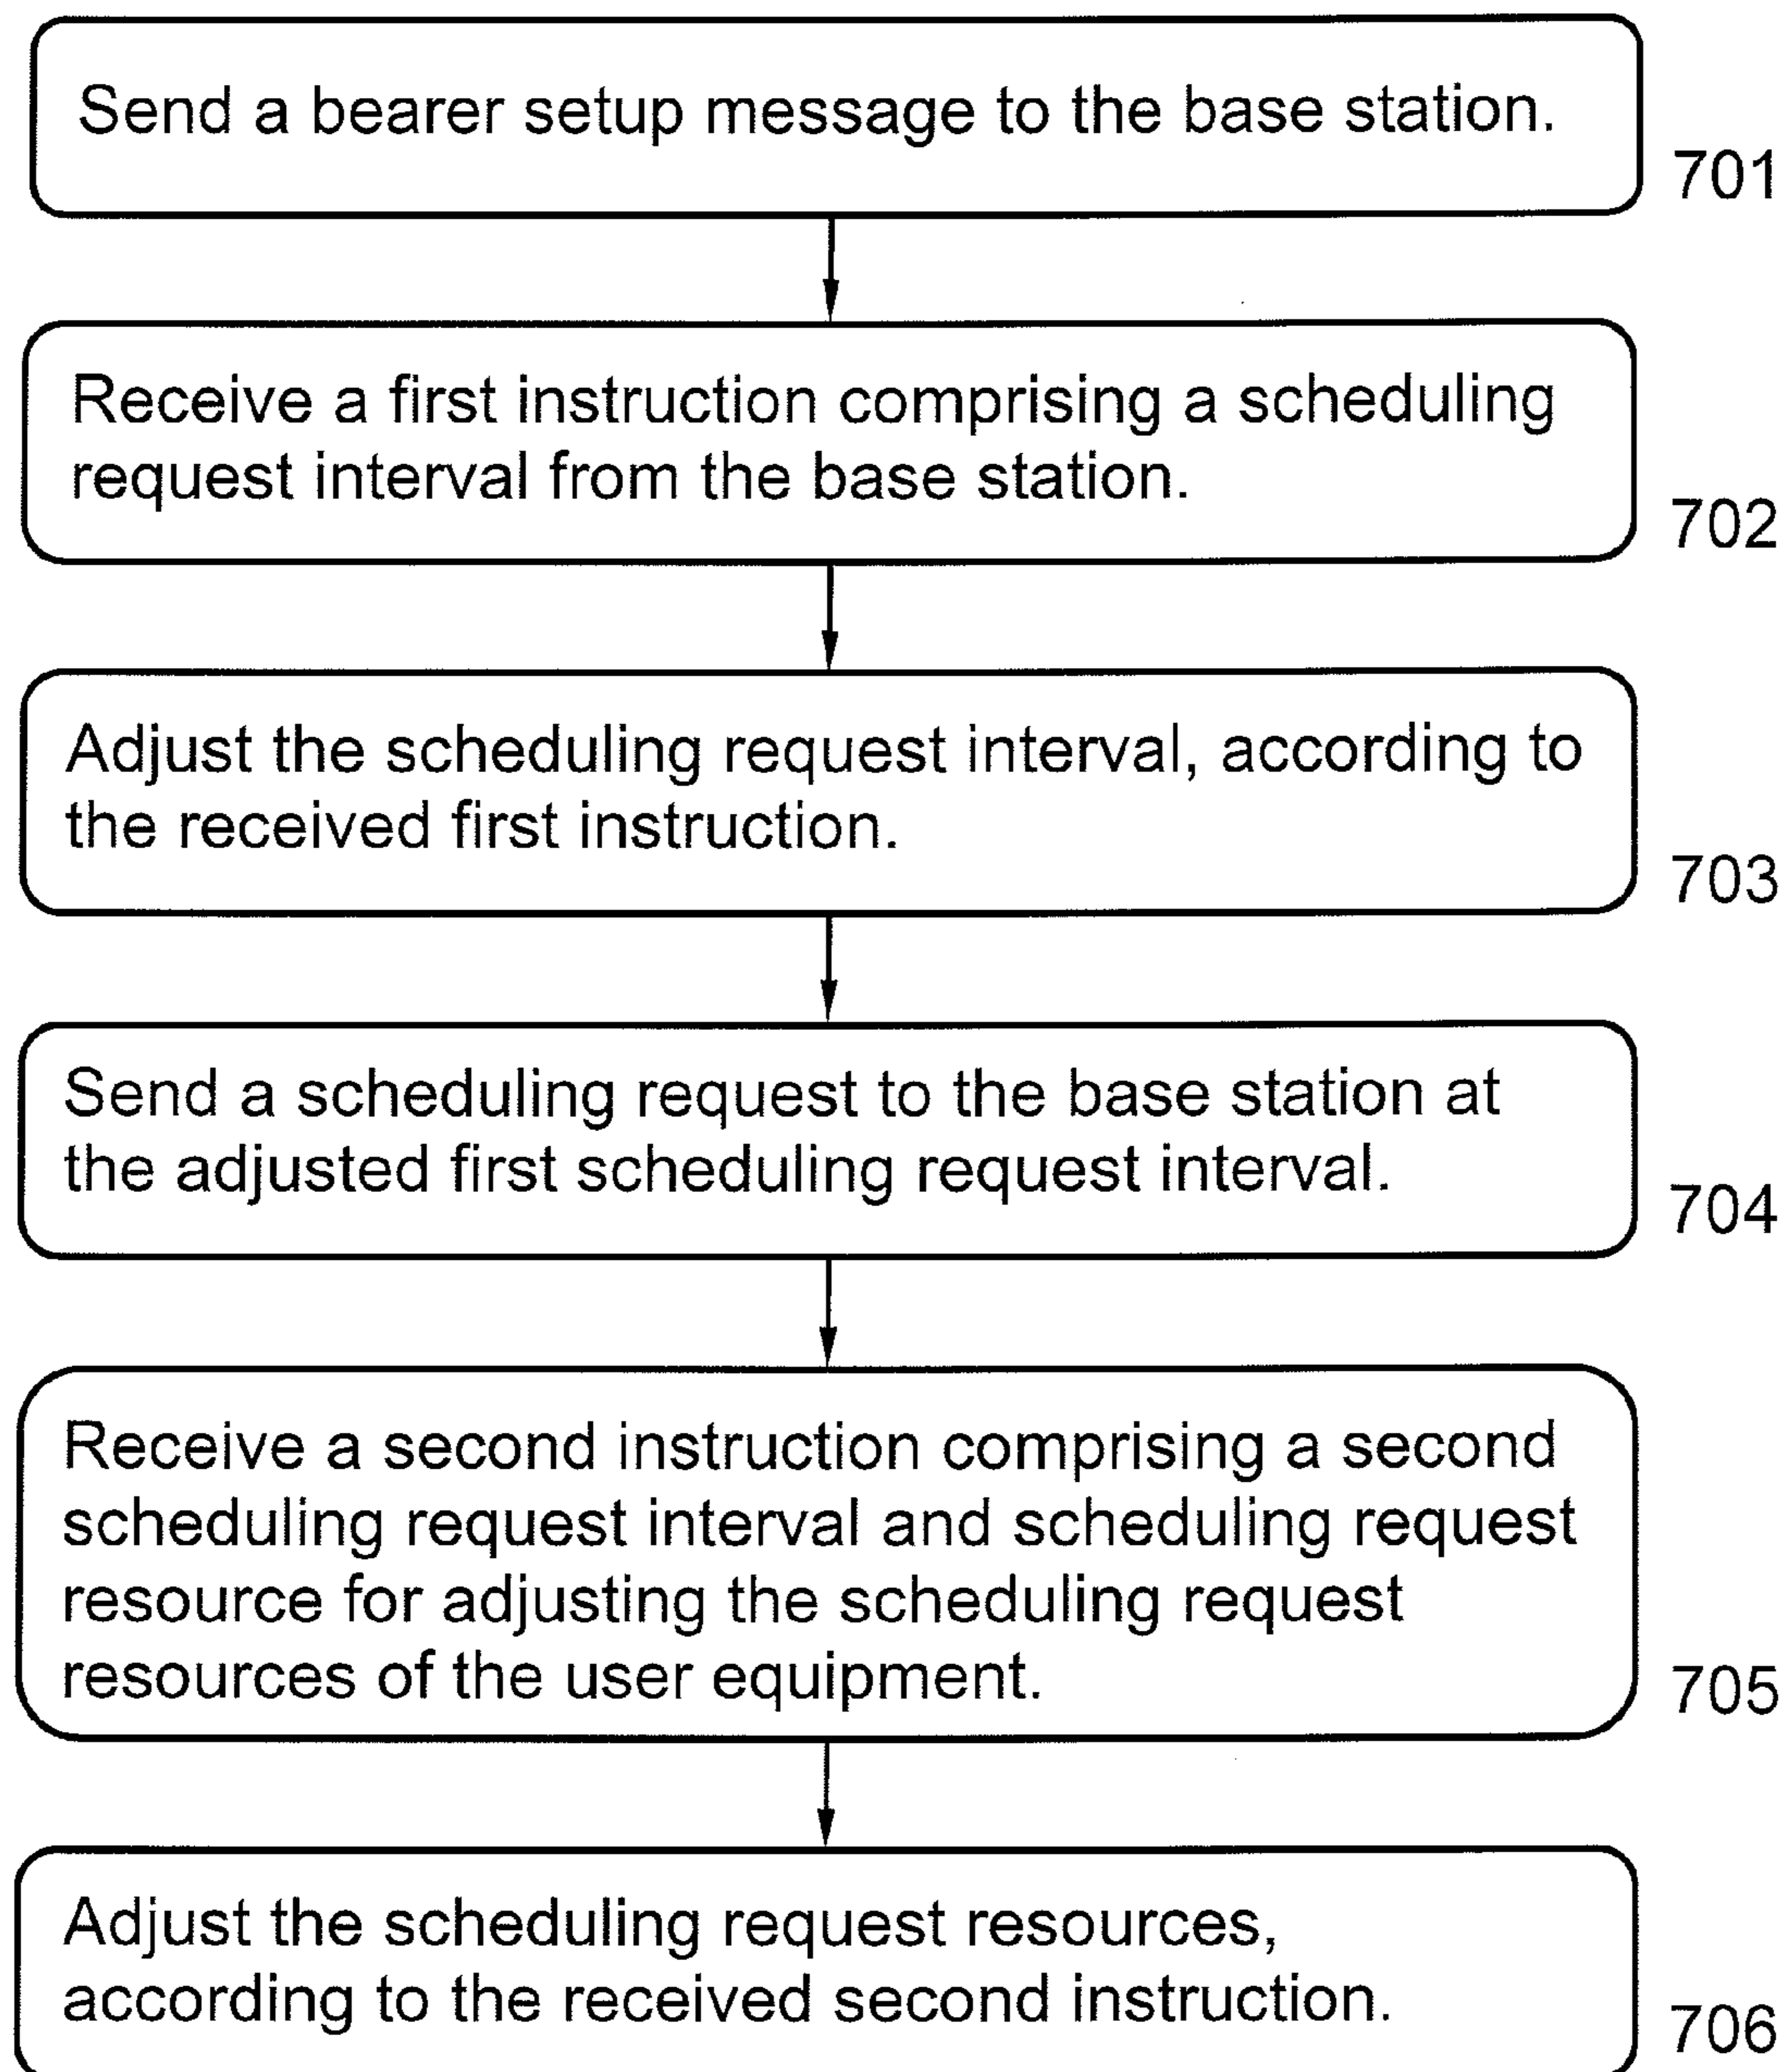 Send a bearer setup message to the base station.
701
Receive a first instruction comprising a scheduling
request interval from the base station.
702
Adjust the scheduling request interval, according to
the received first instruction.
703
Send a scheduling request to the base station at
the adjusted first scheduling request interval.
704
Receive a second instruction comprising a second
scheduling request interval and scheduling request
resource for adjusting the scheduling request
resources of the user equipment.
705
Adjust the scheduling request resources,
according to the received second instruction.
706